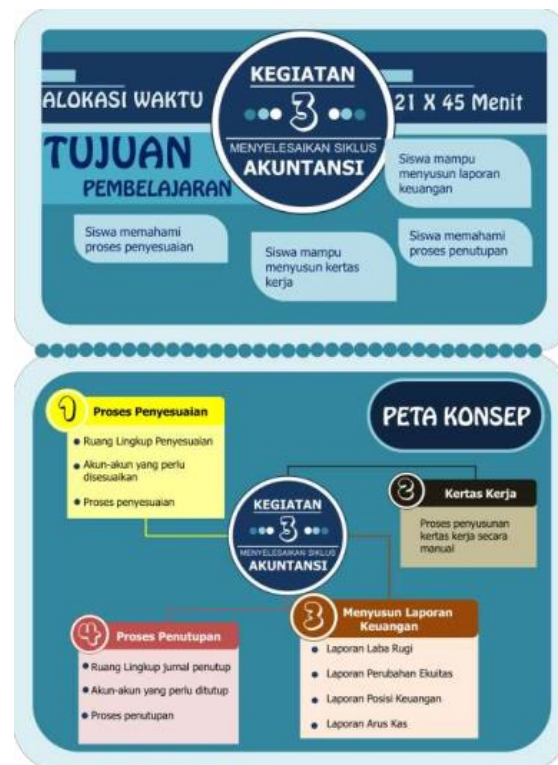 ALOKASI WAKTU
KEGIATAN
3
MENYELESAIKAN SIKLUS
AKUNTANSI
21 X 45 Menit
TUJUAN
PEMBELAJARAN
Siswa mampu
menyusun laporan
keuangan
Siswa memahami
proses penyesuaian
Siswa mampu
menyusun kertas
kerja
Siswa memahami
proses penutupan
PETA KONSEP
1
Proses Penyesuaian
Ruang Lingkup Penyesuaian
Akun-akun yang perlu
disesuaikan
Proses penyesuaian
KEGIATAN
3
MENYELESAIKAN SIKLUS
AKUNTANSI
2
Kertas Kerja
Proses penyusunan
kertas kerja secara
manual
3
Menyusun Laporan
Keuangan
Laporan Laba Rugi
Laporan Perubahan Ekuitas
Laporan Posisi Keuangan
Laporan Arus Kas
4
Proses Penutupan
Ruang Lingkup jurnal penutup
Akun-akun yang perlu ditutup
Proses penutupan